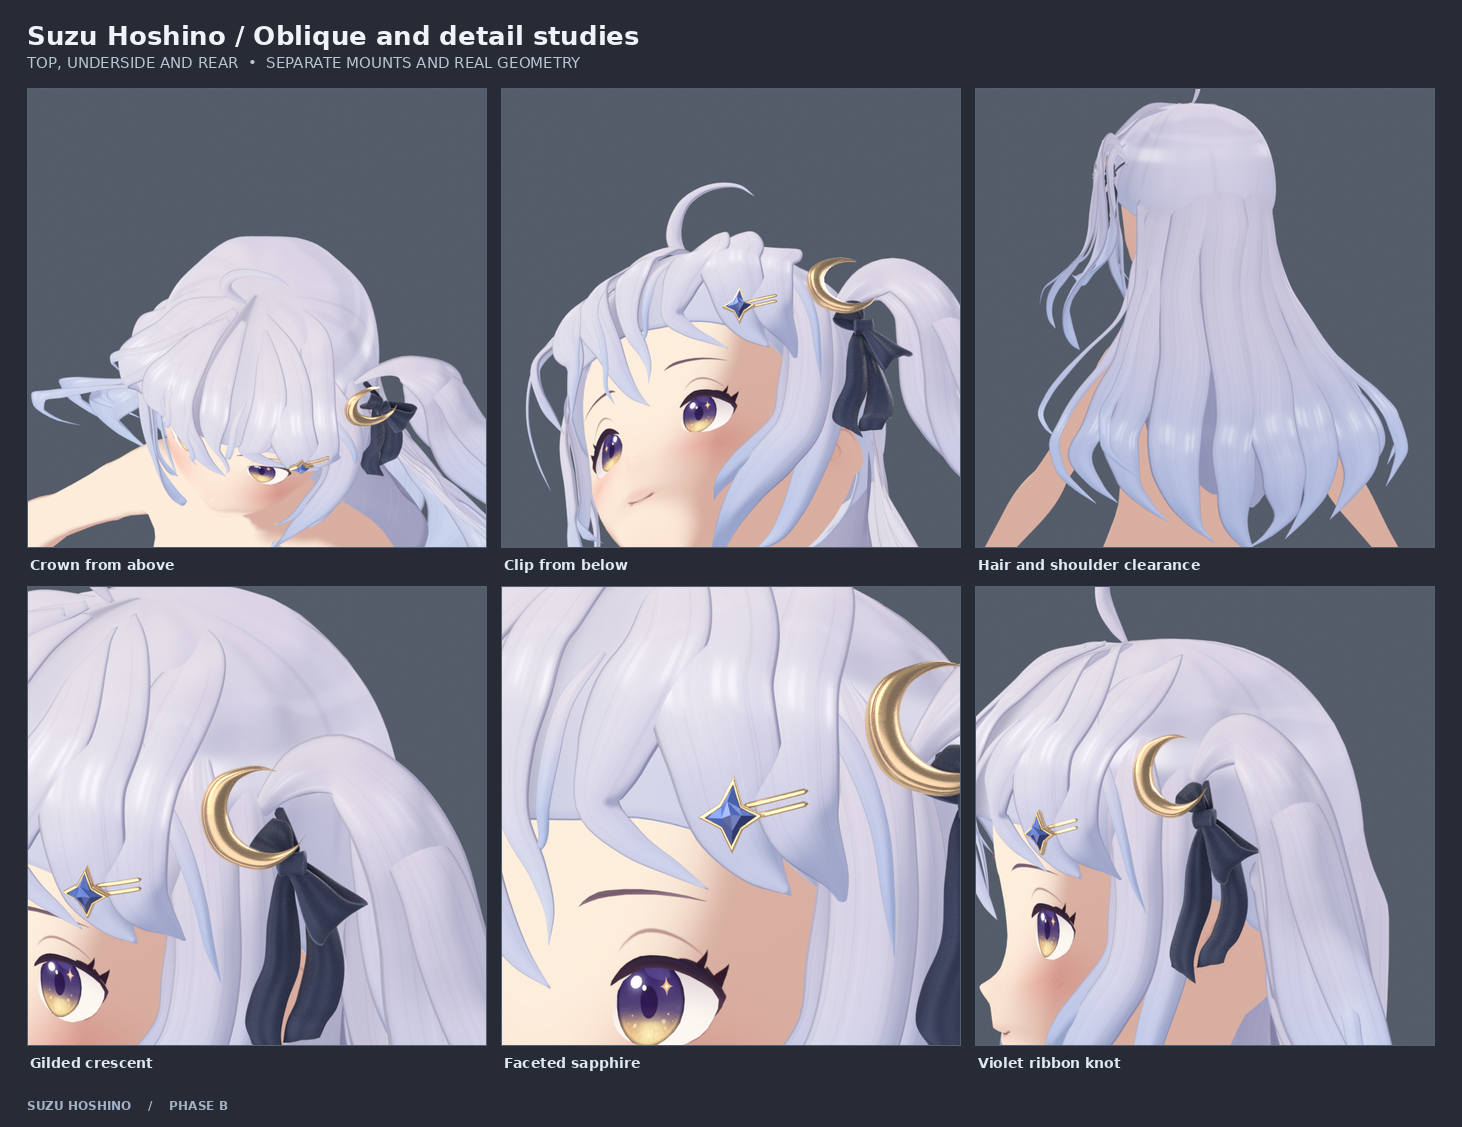 Suzu Hoshino / Oblique and detail studies
TOP, UNDERSIDE AND REAR • SEPARATE MOUNTS AND REAL GEOMETRY
Crown from above
Clip from below
Hair and shoulder clearance
Gilded crescent
Faceted sapphire
Violet ribbon knot
SUZU HOSHINO / PHASE B